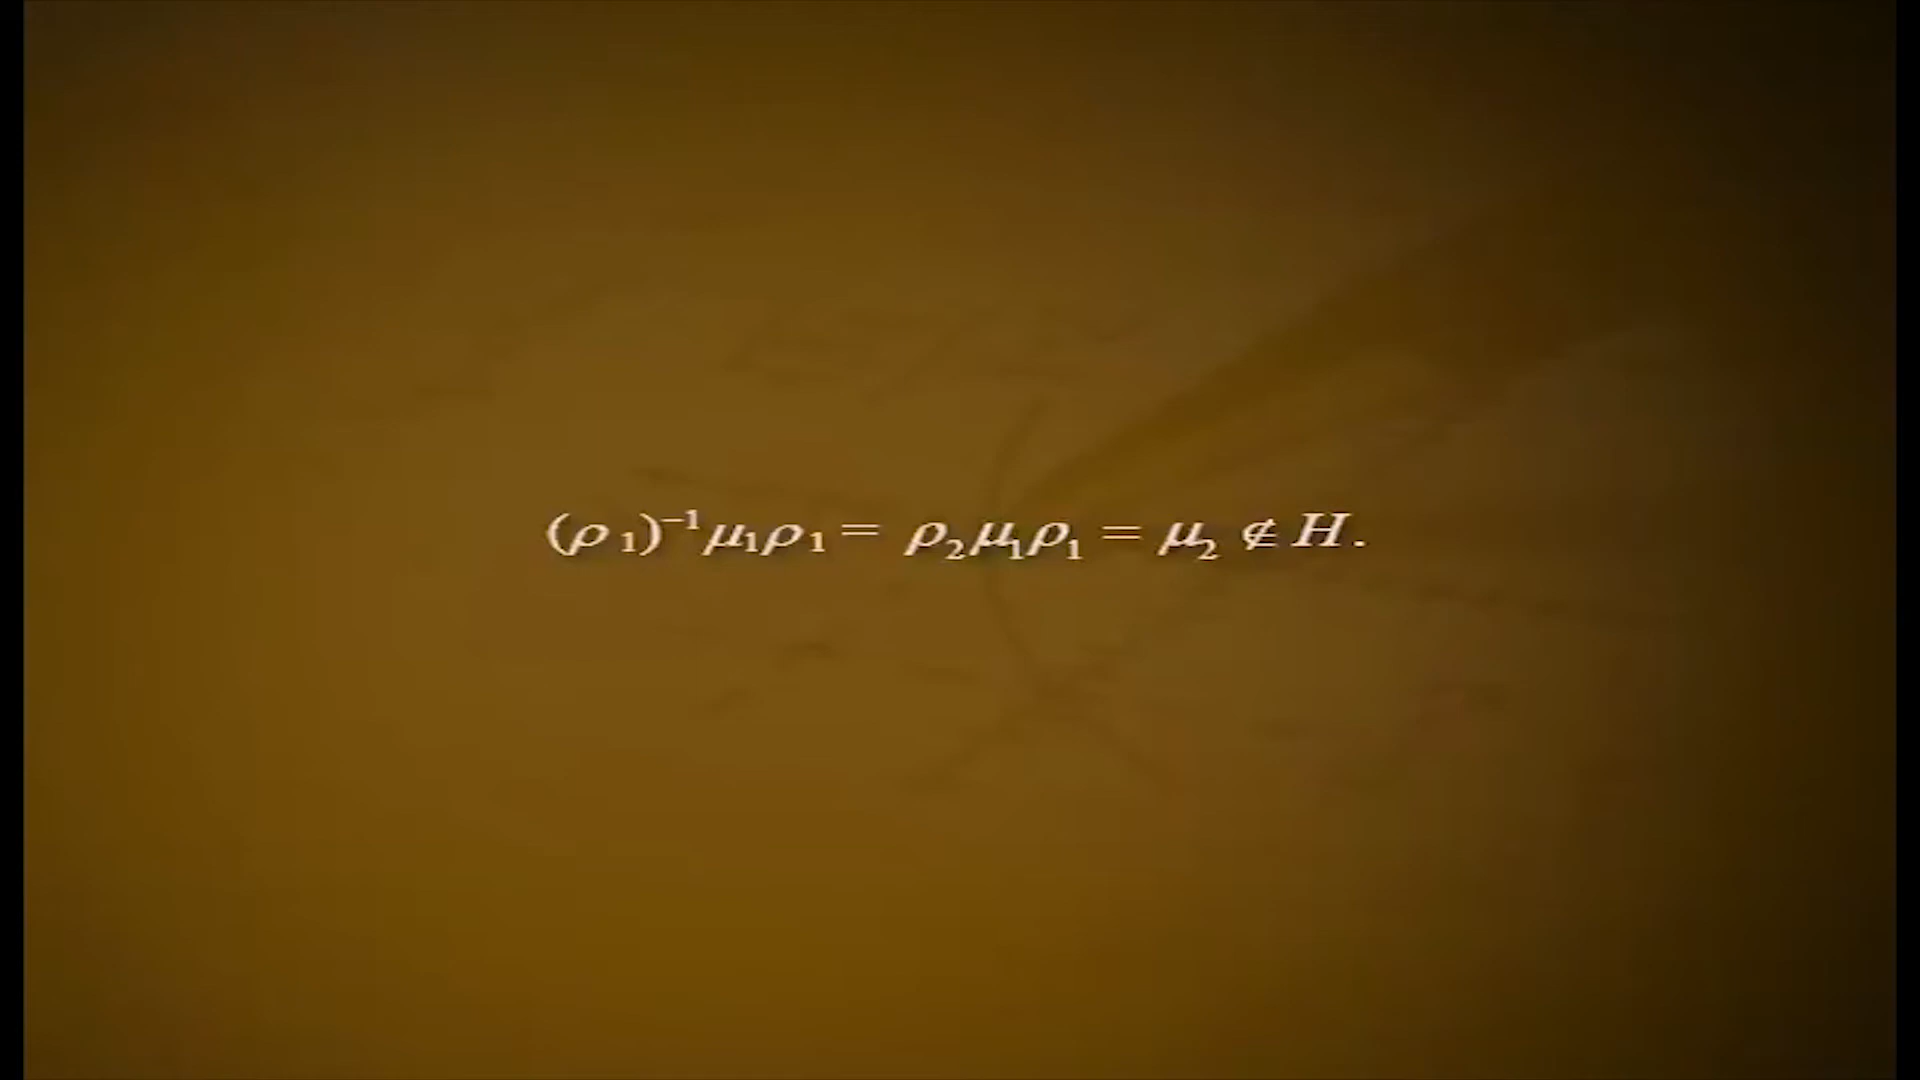 (ρ₁)⁻¹μ₁ρ₁ = ρ₂μ₁ρ₁ = μ₂ ∉ H.